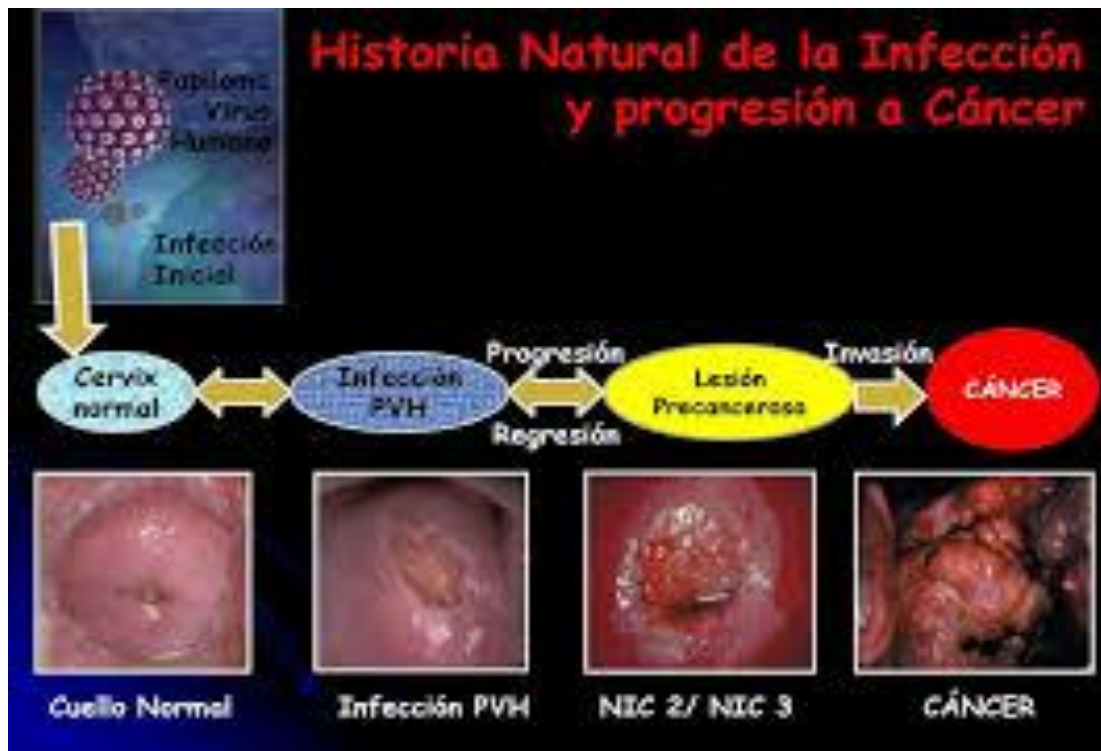 Historia Natural de la Infección
y progresión a Cáncer
Papiloma
Virus
Humano
Infección
Inicial
Cervix
normal
Infección
PVH
Progresión
Regresión
Lesión
Precancerosa
Invasión
CÁNCER
Cuello Normal
Infección PVH
NIC 2/ NIC 3
CÁNCER